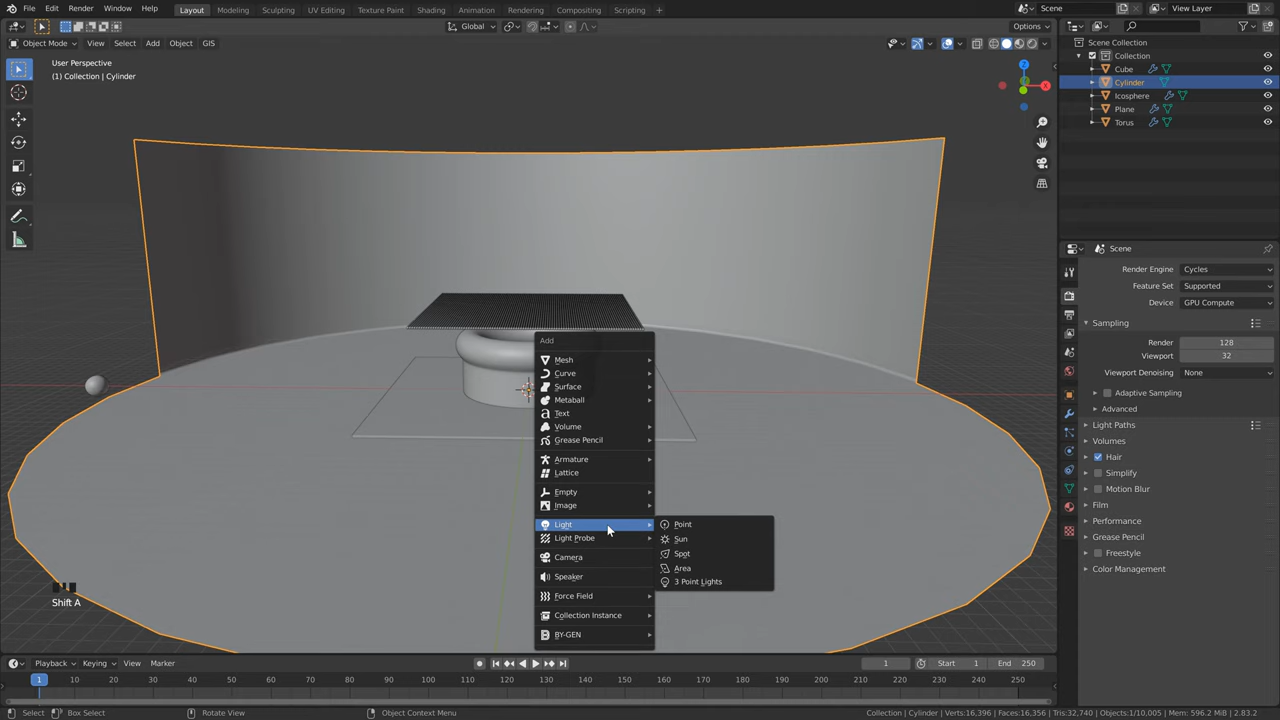 File Edit Render Window Help Layout Modeling Sculpting UV Editing Texture Paint Shading Animation Rendering Compositing Scripting + Scene View Layer
Global Options
Object Mode View Select Add Object GIS
User Perspective
(1) Collection | Cylinder
Z
X
Scene Collection
Collection
Cube
Cylinder
Icosphere
Plane
Torus
Scene
Render Engine Cycles
Feature Set Supported
Device GPU Compute
Sampling
Render 128
Viewport 32
Viewport Denoising None
Adaptive Sampling
Advanced
Light Paths
Volumes
Hair
Simplify
Motion Blur
Film
Performance
Grease Pencil
Freestyle
Color Management
Add
Mesh
Curve
Surface
Metaball
Text
Volume
Grease Pencil
Armature
Lattice
Empty
Image
Light
Light Probe
Camera
Speaker
Force Field
Collection Instance
BY-GEN
Point
Sun
Spot
Area
3 Point Lights
Shift A
Playback Keying View Marker 1 Start 1 End 250
1 10 20 30 40 50 60 70 80 90 100 110 120 130 140 150 160 170 180 190 200 210 220 230 240 250
Select Box Select Rotate View Object Context Menu Collection | Cylinder | Verts:16,396 | Faces:16,356 | Tris:32,740 | Objects:1/10,005 | Mem: 596.2 MiB | 2.83.2